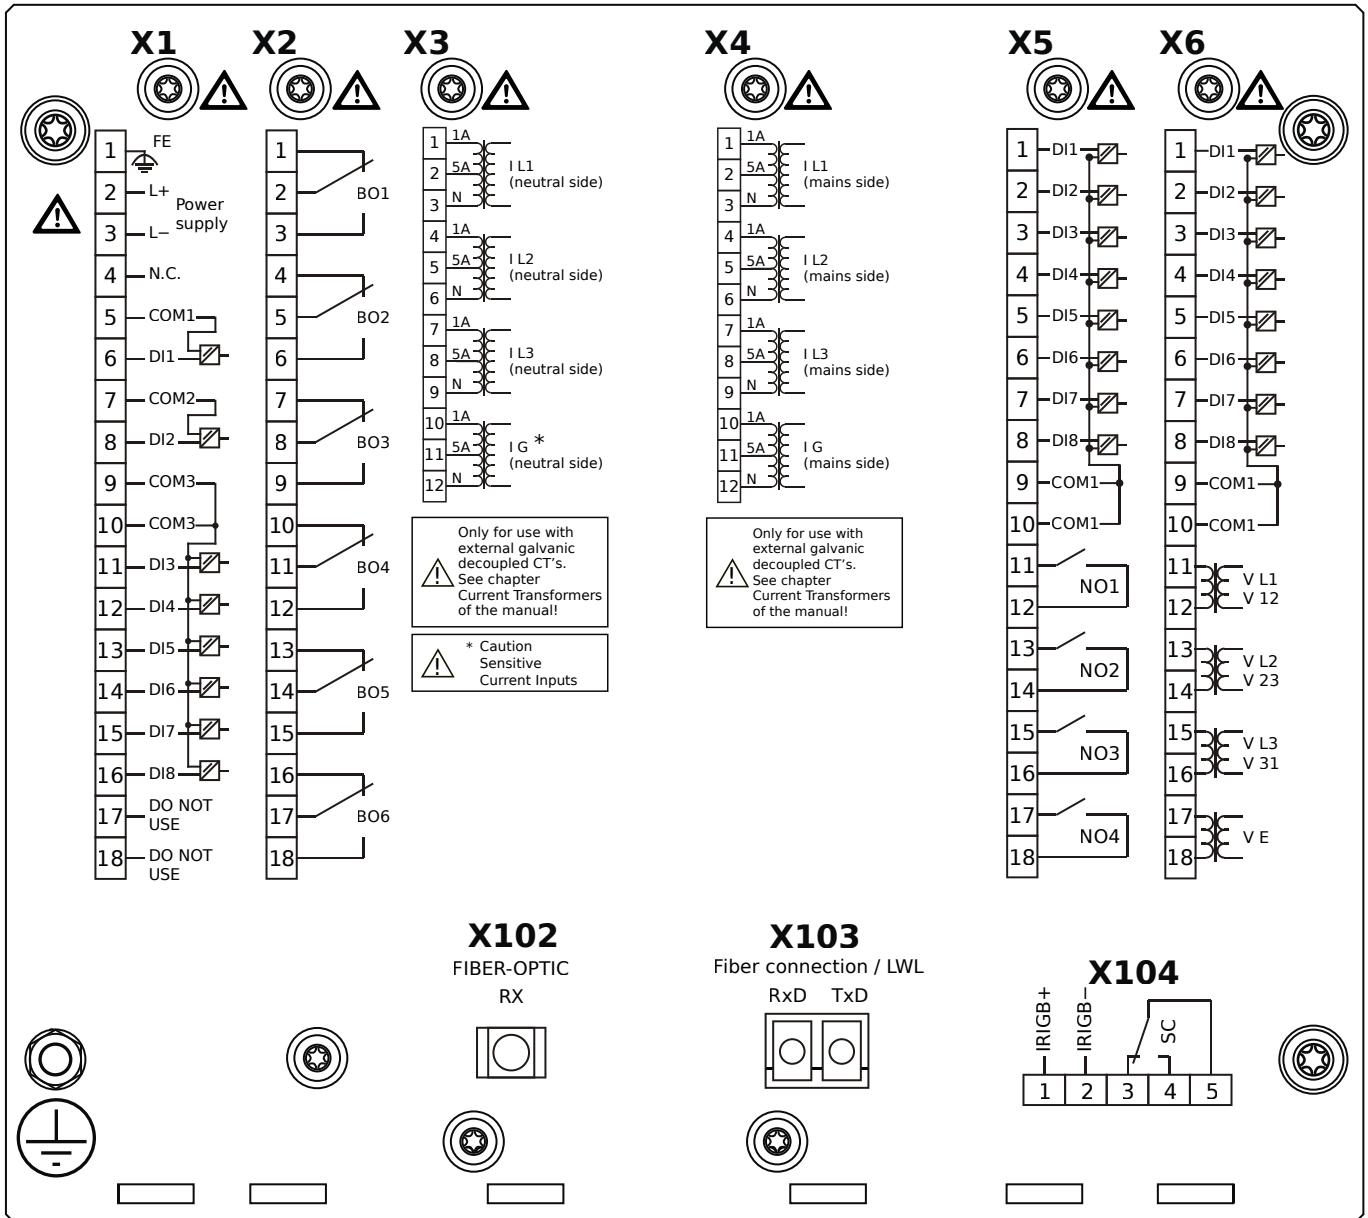 X1
X2
X3
X4
X5
X6
1 FE
2 L+ Power
supply
3 L−
4 N.C.
5 COM1
6 DI1
7 COM2
8 DI2
9 COM3
10 COM3
11 DI3
12 DI4
13 DI5
14 DI6
15 DI7
16 DI8
17 DO NOT
USE
18 DO NOT
USE
1
2 BO1
3
4
5 BO2
6
7
8 BO3
9
10
11 BO4
12
13
14 BO5
15
16
17 BO6
18
1 1A
2 5A I L1
(neutral side)
3 N
4 1A
5 5A I L2
(neutral side)
6 N
7 1A
8 5A I L3
(neutral side)
9 N
10 1A
11 5A I G *
(neutral side)
12 N
Only for use with
external galvanic
decoupled CT's.
See chapter
Current Transformers
of the manual!
* Caution
Sensitive
Current Inputs
1 1A
2 5A I L1
(mains side)
3 N
4 1A
5 5A I L2
(mains side)
6 N
7 1A
8 5A I L3
(mains side)
9 N
10 1A
11 5A I G
(mains side)
12 N
Only for use with
external galvanic
decoupled CT's.
See chapter
Current Transformers
of the manual!
1 DI1
2 DI2
3 DI3
4 DI4
5 DI5
6 DI6
7 DI7
8 DI8
9 COM1
10 COM1
11
NO1
12
13
NO2
14
15
NO3
16
17
NO4
18
1 DI1
2 DI2
3 DI3
4 DI4
5 DI5
6 DI6
7 DI7
8 DI8
9 COM1
10 COM1
11 V L1
12 V 12
13 V L2
14 V 23
15 V L3
16 V 31
17
V E
18
X102
FIBER-OPTIC
RX
X103
Fiber connection / LWL
RxD TxD
X104
IRIGB+
IRIGB−
SC
1 2 3 4 5